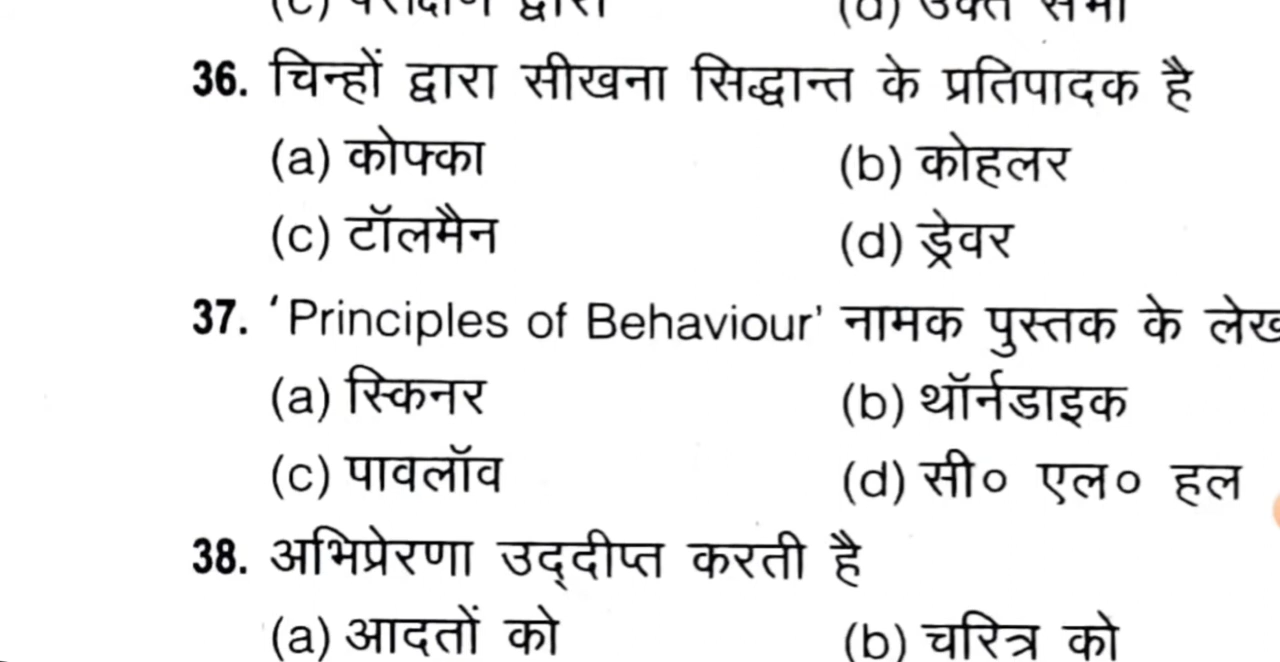 36. चिन्हों द्वारा सीखना सिद्धान्त के प्रतिपादक है
(a) कोफ्का (b) कोहलर
(c) टॉलमैन (d) ड्रेवर
37. ‘Principles of Behaviour’ नामक पुस्तक के
(a) स्किनर (b) थॉर्नडाइक
(c) पावलॉव (d) सी० एल० हल
38. अभिप्रेरणा उद्दीप्त करती है
(a) आदतों को (b) चरित्र को